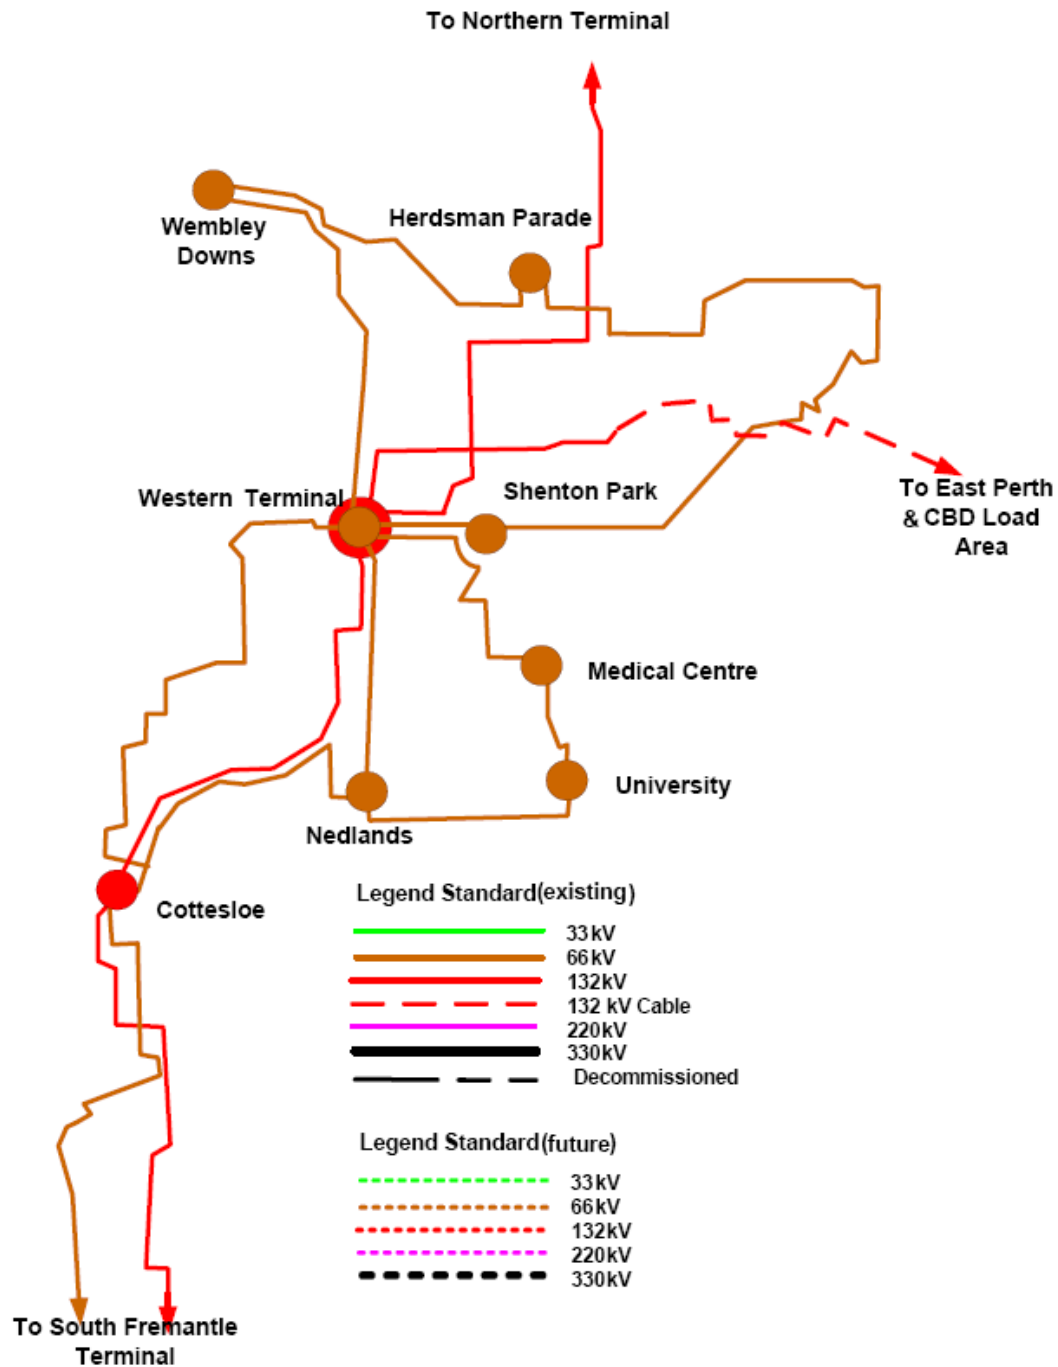 To Northern Terminal
Herdsman Parade
Wembley
Downs
Western Terminal
Shenton Park
To East Perth
& CBD Load
Area
Medical Centre
University
Nedlands
Cottesloe
Legend Standard(existing)
33kV
66kV
132kV
132 kV Cable
220kV
330kV
Decommissioned
Legend Standard(future)
33kV
66kV
132kV
220kV
330kV
To South Fremantle
Terminal